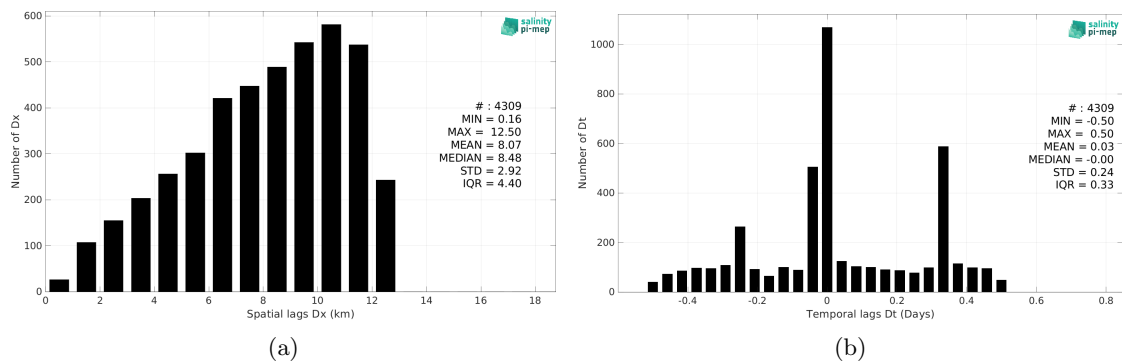 600
500
400
300
200
100
0
Number of Dx
0 2 4 6 8 10 12 14 16 18
Spatial lags Dx (km)
salinity
pi-mep
# : 4309
MIN = 0.16
MAX = 12.50
MEAN = 8.07
MEDIAN = 8.48
STD = 2.92
IQR = 4.40
(a)
1000
800
600
400
200
0
Number of Dt
-0.4 -0.2 0 0.2 0.4 0.6 0.8
Temporal lags Dt (Days)
salinity
pi-mep
# : 4309
MIN = -0.50
MAX = 0.50
MEAN = 0.03
MEDIAN = -0.00
STD = 0.24
IQR = 0.33
(b)